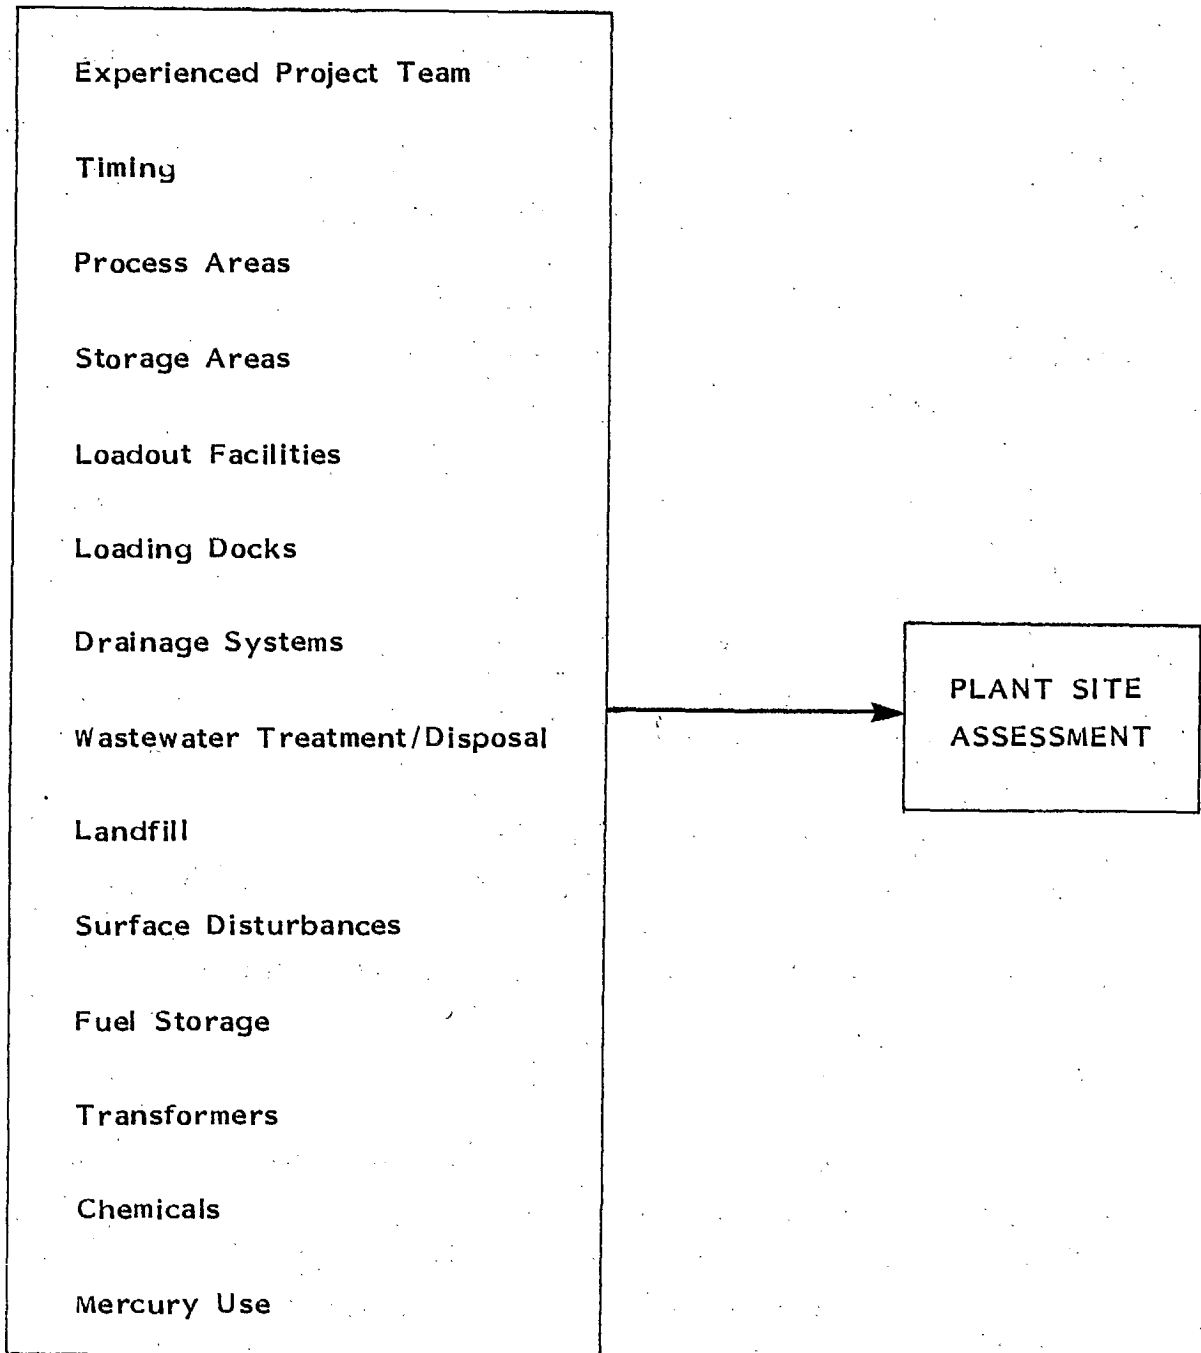 Experienced Project Team
Timing
Process Areas
Storage Areas
Loadout Facilities
Loading Docks
Drainage Systems
Wastewater Treatment/Disposal
Landfill
Surface Disturbances
Fuel Storage
Transformers
Chemicals
Mercury Use
PLANT SITE
ASSESSMENT